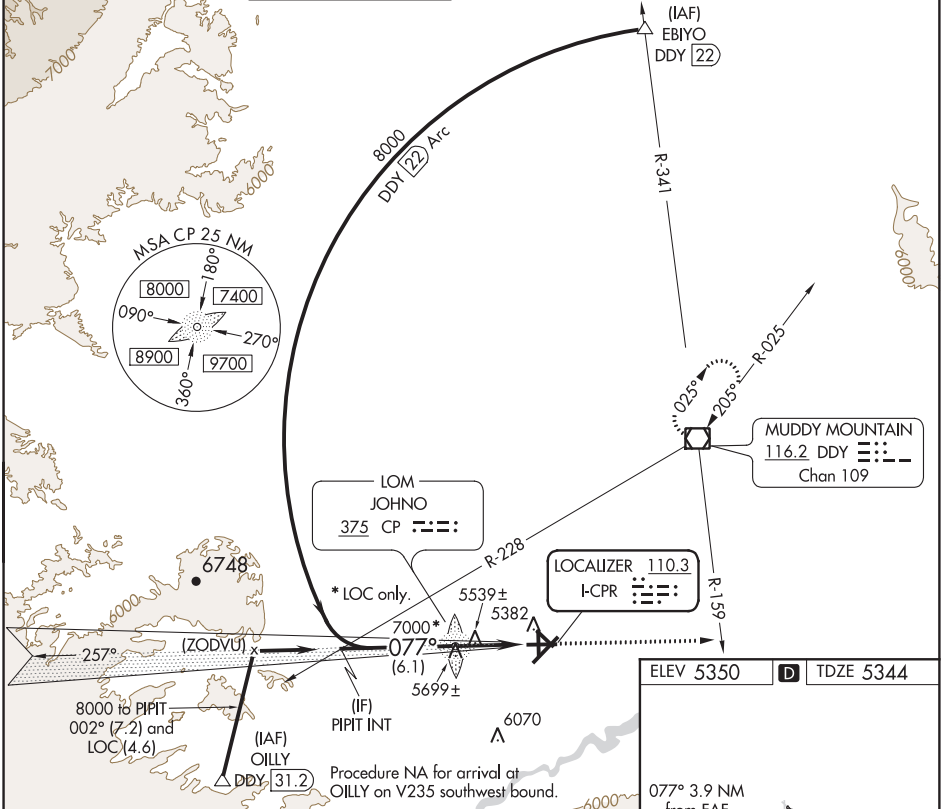 (IAF)
EBIYO
DDY 22
7000
6000
8000
DDY 22 Arc
R-341
6000
MSA CP 25 NM
180°
8000
7400
090°
270°
8900
9700
360°
R-025
025°
205°
MUDDY MOUNTAIN
116.2 DDY
Chan 109
LOM
JOHNO
375 CP
R-228
LOCALIZER 110.3
I-CPR
R-159
6748
6000
* LOC only.
5539±
5382
7000*
(ZODVU)
x
077°
(6.1)
257°
5699±
(IF)
PIPIT INT
8000 to PIPIT
002° (7.2) and
LOC (4.6)
6070
(IAF)
OILLY
DDY 31.2
Procedure NA for arrival at
OILLY on V235 southwest bound.
6000
ELEV 5350
D
TDZE 5344
077° 3.9 NM
from FAF